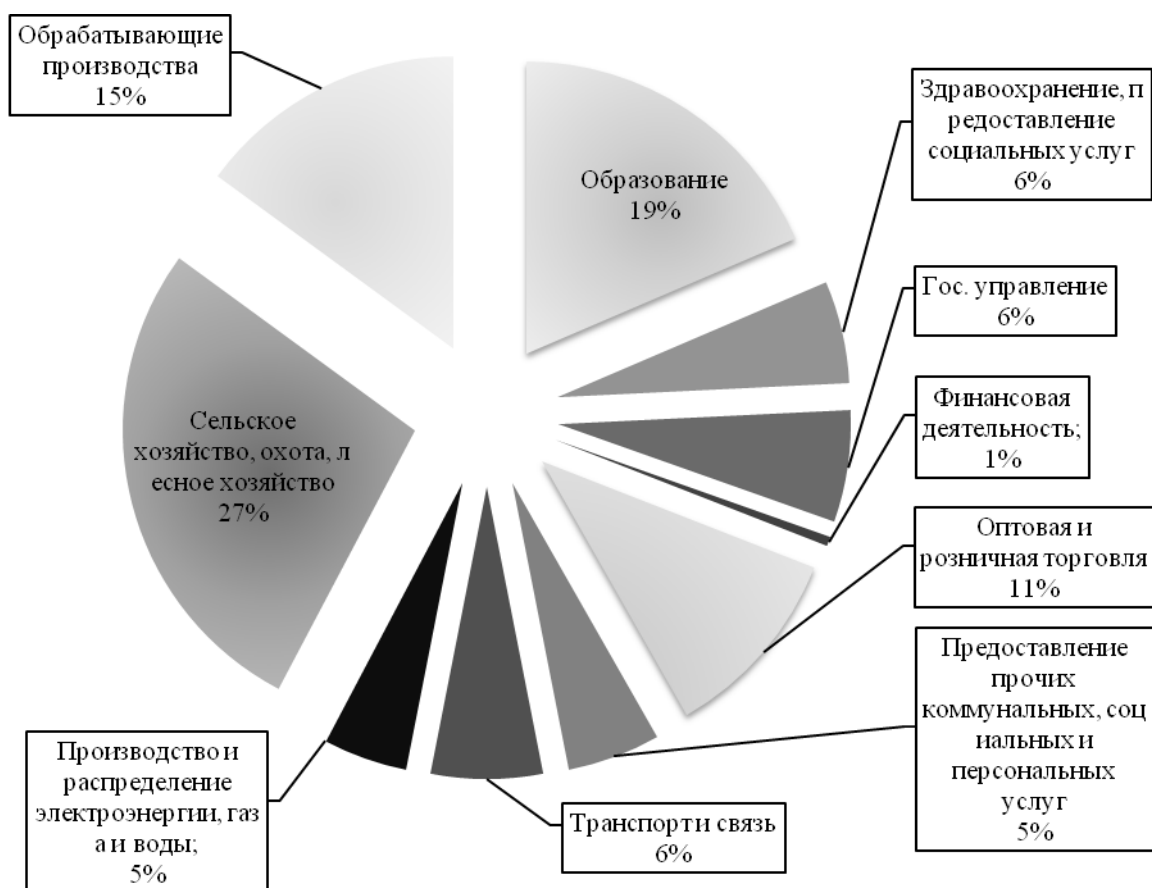 Обрабатывающие
производства
15%
Образование
19%
Здравоохранение, п
редоставление
социальных услуг
6%
Гос. управление
6%
Финансовая
деятельность;
1%
Оптовая и
розничная торговля
11%
Предоставление
прочих
коммунальных, соц
иальных и
персональных
услуг
5%
Транспорт и связь
6%
Производство и
распределение
электроэнергии, газ
а и воды;
5%
Сельское
хозяйство, охота, л
есное хозяйство
27%